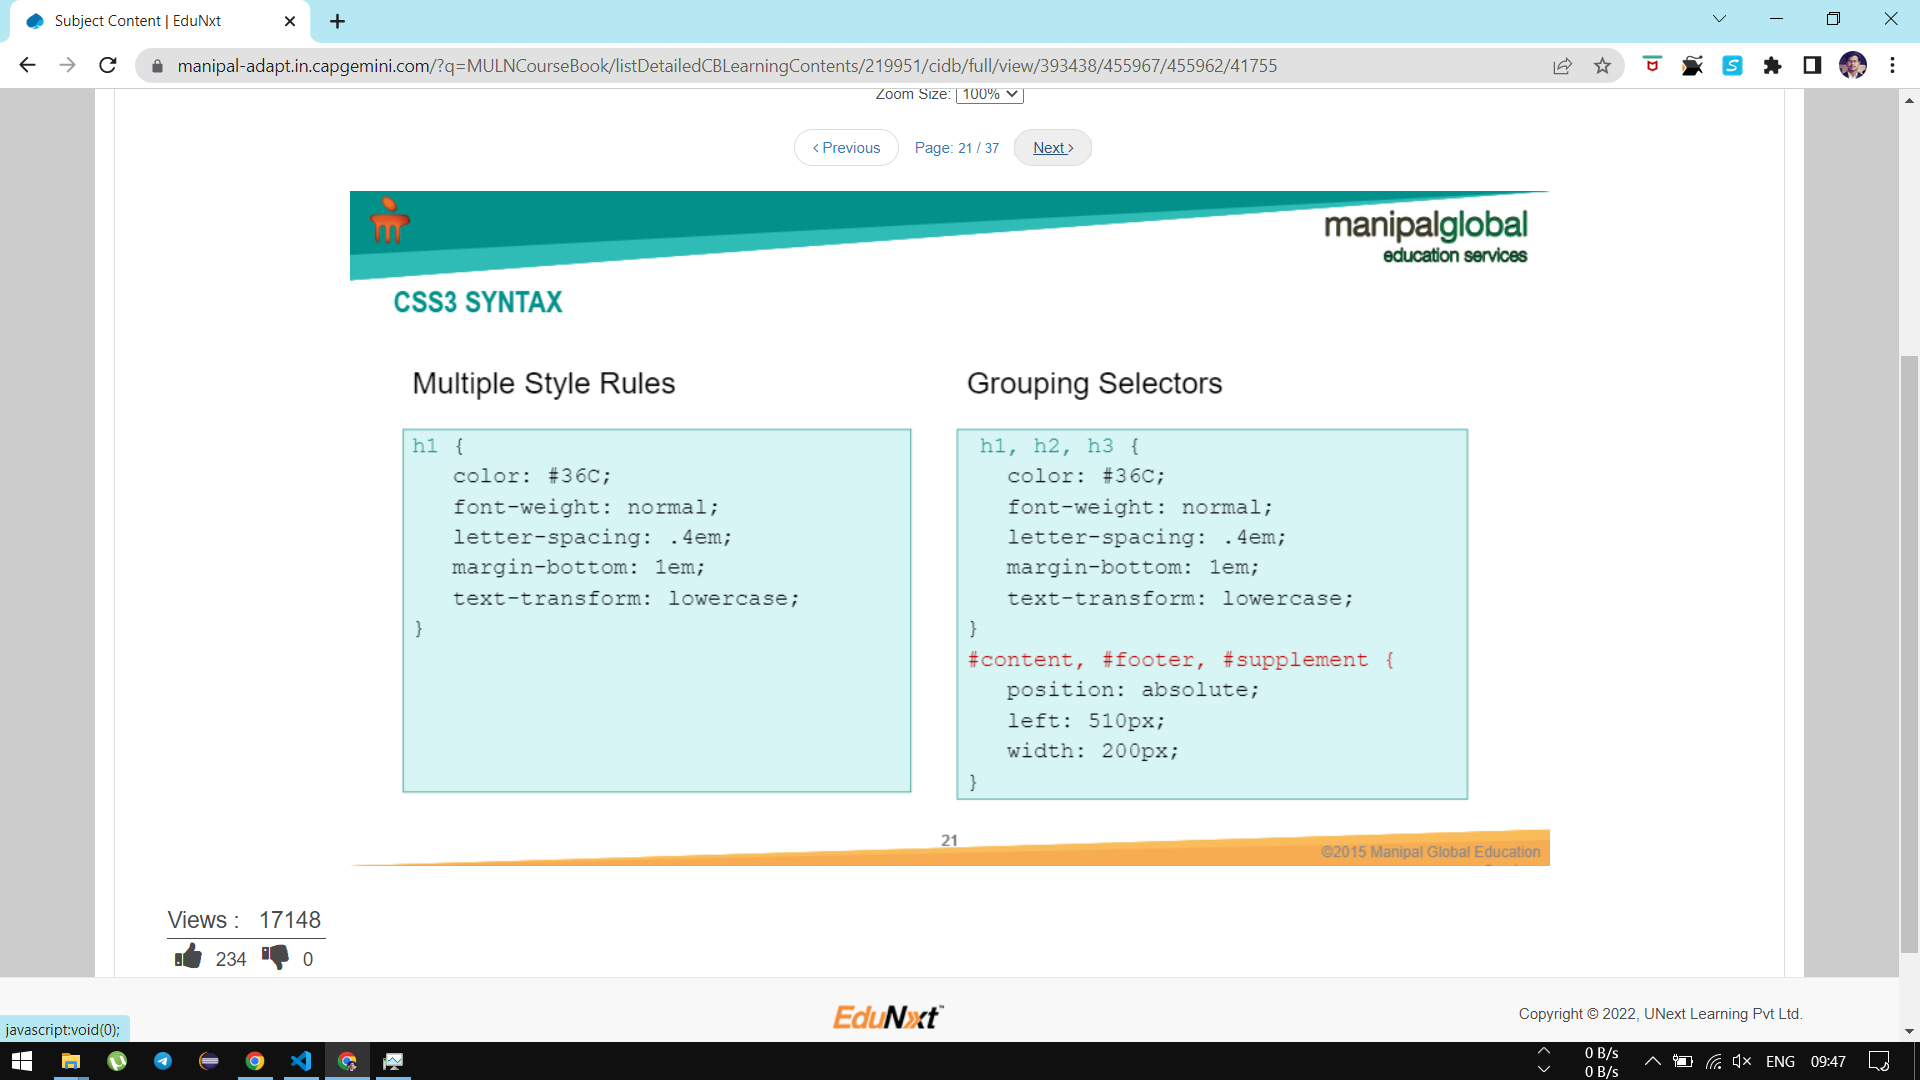 Subject Content | EduNxt
manipal-adapt.in.capgemini.com/?q=MULNCourseBook/listDetailedCBLearningContents/219951/cidb/full/view/393438/455967/455962/41755
Zoom Size: 100%
‹ Previous Page: 21 / 37 Next ›
manipalglobal
education services
CSS3 SYNTAX
Multiple Style Rules
h1 {
color: #36C;
font-weight: normal;
letter-spacing: .4em;
margin-bottom: 1em;
text-transform: lowercase;
}
Grouping Selectors
h1, h2, h3 {
color: #36C;
font-weight: normal;
letter-spacing: .4em;
margin-bottom: 1em;
text-transform: lowercase;
}
#content, #footer, #supplement {
position: absolute;
left: 510px;
width: 200px;
}
21
©2015 Manipal Global Education
Views : 17148
234 0
EduNxt™
Copyright © 2022, UNext Learning Pvt Ltd.
javascript:void(0);
0 B/s
0 B/s
ENG 09:47